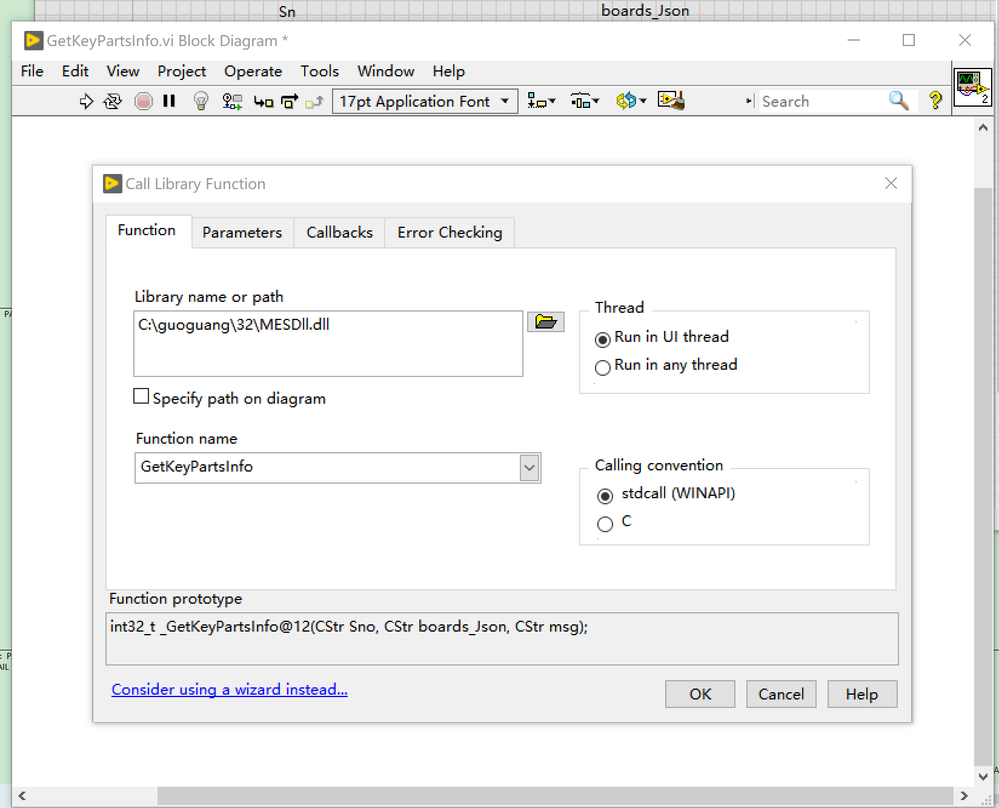 Sn
boards_Json
GetKeyPartsInfo.vi Block Diagram *
File Edit View Project Operate Tools Window Help
17pt Application Font
Search
2
Call Library Function
Function Parameters Callbacks Error Checking
Library name or path
C:\guoguang\32\MESDll.dll
Specify path on diagram
Function name
GetKeyPartsInfo
Thread
Run in UI thread
Run in any thread
Calling convention
stdcall (WINAPI)
C
Function prototype
int32_t _GetKeyPartsInfo@12(CStr Sno, CStr boards_Json, CStr msg);
Consider using a wizard instead...
OK Cancel Help
PA
: P
AIL
A